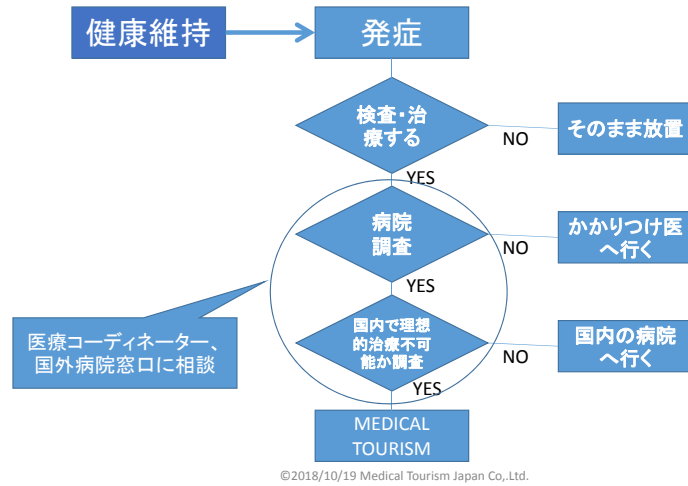 健康維持
発症
検査・治
療する
NO
そのまま放置
YES
病院
調査
NO
かかりつけ医
へ行く
YES
医療コーディネーター、
国外病院窓口に相談
国内で理想
的治療不可
能か調査
NO
国内の病院
へ行く
YES
MEDICAL
TOURISM
©2018/10/19 Medical Tourism Japan Co,.Ltd.